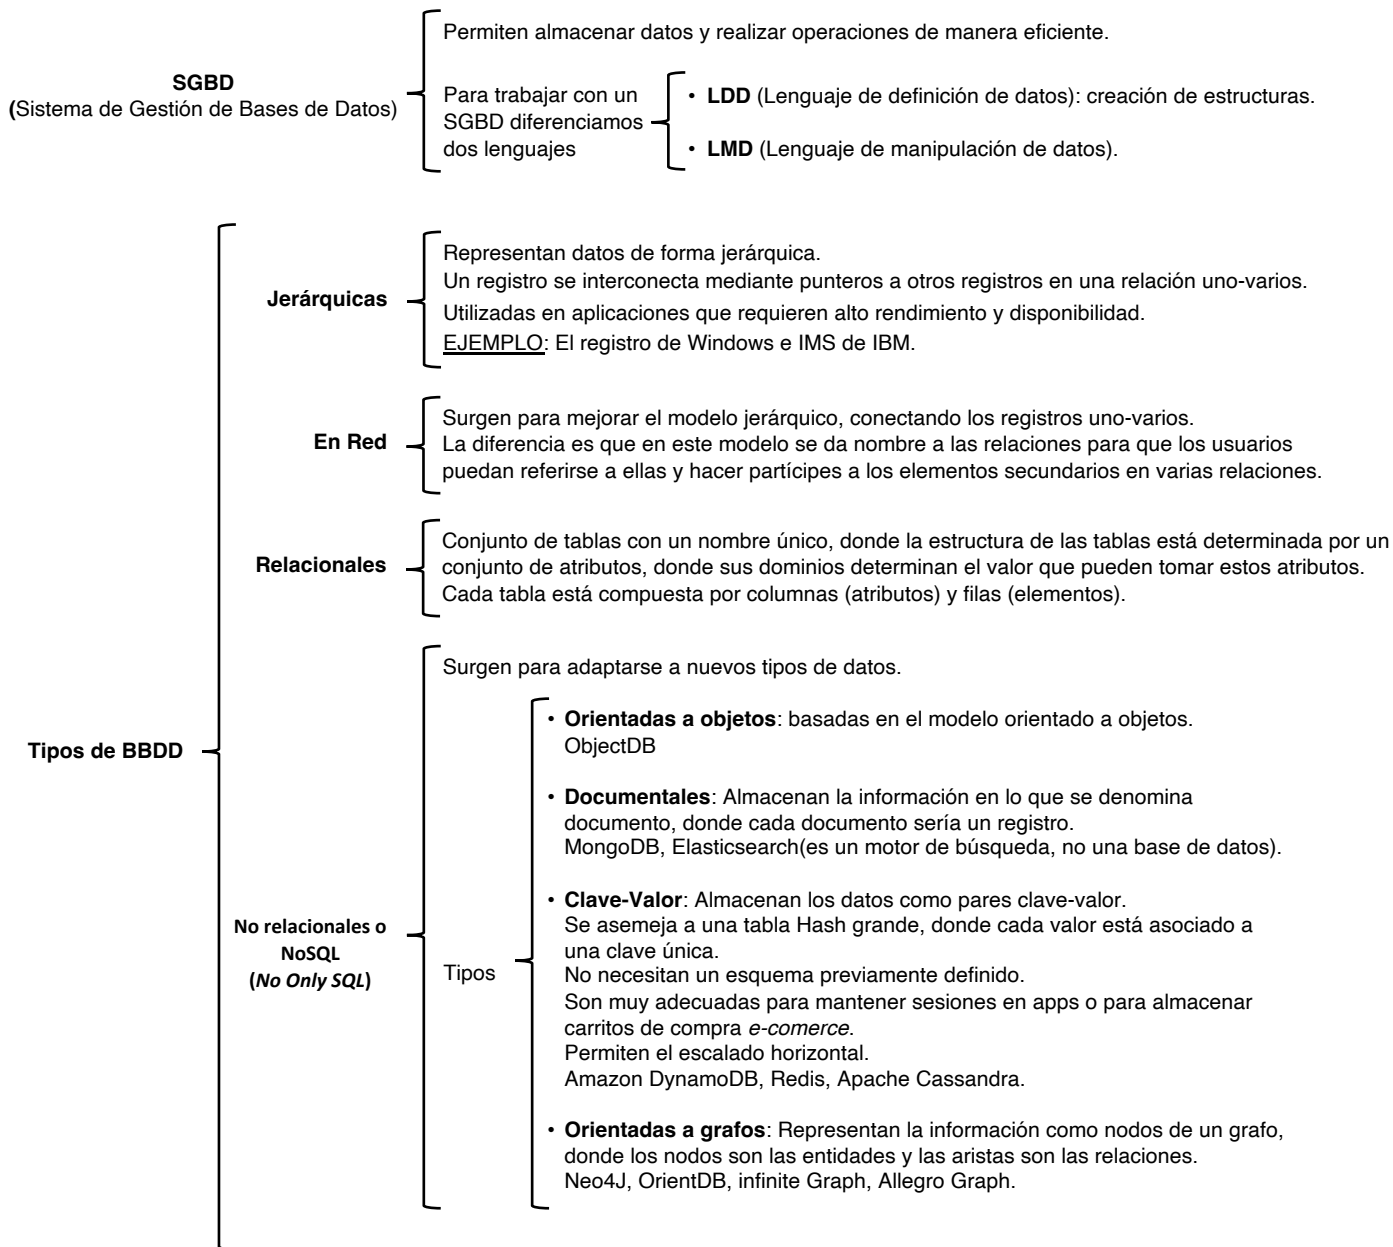 SGBD
(Sistema de Gestión de Bases de Datos)
Permiten almacenar datos y realizar operaciones de manera eficiente.
Para trabajar con un
SGBD diferenciamos
dos lenguajes
• LDD (Lenguaje de definición de datos): creación de estructuras.
• LMD (Lenguaje de manipulación de datos).
Tipos de BBDD
Jerárquicas
Representan datos de forma jerárquica.
Un registro se interconecta mediante punteros a otros registros en una relación uno-varios.
Utilizadas en aplicaciones que requieren alto rendimiento y disponibilidad.
EJEMPLO: El registro de Windows e IMS de IBM.
En Red
Surgen para mejorar el modelo jerárquico, conectando los registros uno-varios.
La diferencia es que en este modelo se da nombre a las relaciones para que los usuarios
puedan referirse a ellas y hacer partícipes a los elementos secundarios en varias relaciones.
Relacionales
Conjunto de tablas con un nombre único, donde la estructura de las tablas está determinada por un
conjunto de atributos, donde sus dominios determinan el valor que pueden tomar estos atributos.
Cada tabla está compuesta por columnas (atributos) y filas (elementos).
No relacionales o
NoSQL
(No Only SQL)
Surgen para adaptarse a nuevos tipos de datos.
Tipos
• Orientadas a objetos: basadas en el modelo orientado a objetos.
ObjectDB
• Documentales: Almacenan la información en lo que se denomina
documento, donde cada documento sería un registro.
MongoDB, Elasticsearch(es un motor de búsqueda, no una base de datos).
• Clave-Valor: Almacenan los datos como pares clave-valor.
Se asemeja a una tabla Hash grande, donde cada valor está asociado a
una clave única.
No necesitan un esquema previamente definido.
Son muy adecuadas para mantener sesiones en apps o para almacenar
carritos de compra e-comerce.
Permiten el escalado horizontal.
Amazon DynamoDB, Redis, Apache Cassandra.
• Orientadas a grafos: Representan la información como nodos de un grafo,
donde los nodos son las entidades y las aristas son las relaciones.
Neo4J, OrientDB, infinite Graph, Allegro Graph.